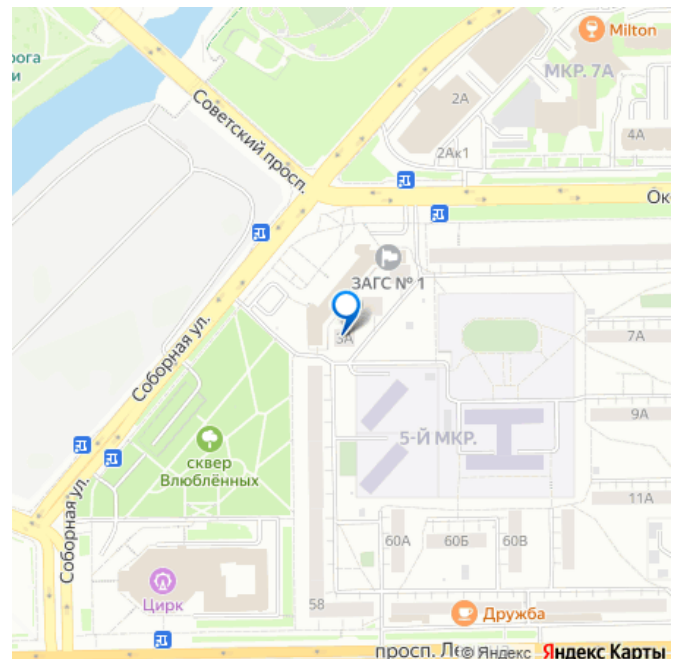 Milton
рога
и
МКР. 7А
2А
Советский просп.
4А
2Ак1
Ок
ЗАГС № 1
3А
7А
Соборная ул.
9А
5-Й МКР.
сквер
Влюблённых
11А
Соборная ул.
60А
60Б
60В
Цирк
58
Дружба
просп. Ле
© Яндекс Яндекс Карты